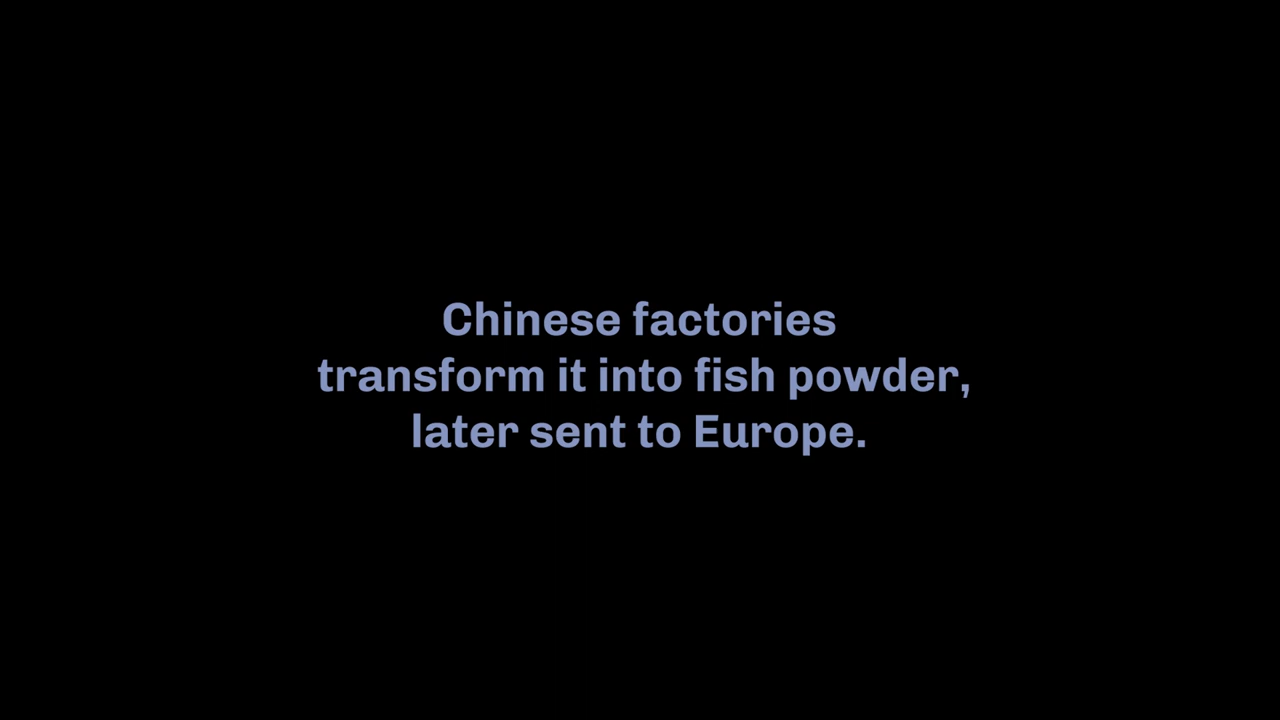 Chinese factories
transform it into fish powder,
later sent to Europe.